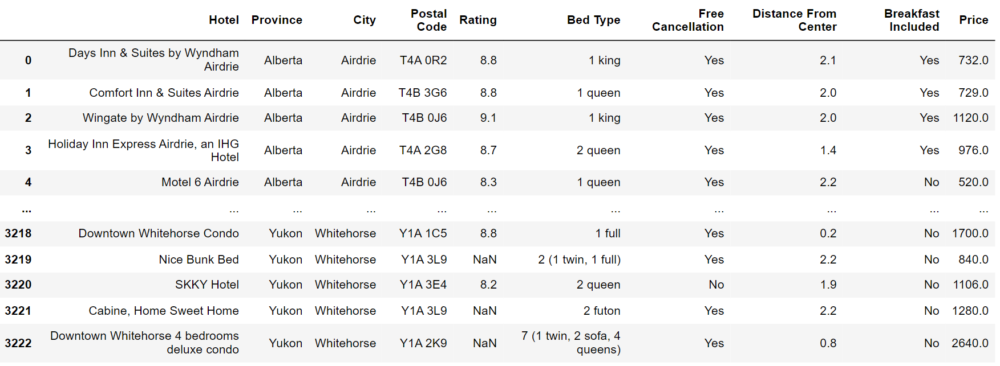 Hotel Province City Postal Code Rating Bed Type Free Cancellation Distance From Center Breakfast Included Price
0 Days Inn & Suites by Wyndham Airdrie Alberta Airdrie T4A 0R2 8.8 1 king Yes 2.1 Yes 732.0
1 Comfort Inn & Suites Airdrie Alberta Airdrie T4B 3G6 8.8 1 queen Yes 2.0 Yes 729.0
2 Wingate by Wyndham Airdrie Alberta Airdrie T4B 0J6 9.1 1 king Yes 2.0 Yes 1120.0
3 Holiday Inn Express Airdrie, an IHG Hotel Alberta Airdrie T4A 2G8 8.7 2 queen Yes 1.4 Yes 976.0
4 Motel 6 Airdrie Alberta Airdrie T4B 0J6 8.3 1 queen Yes 2.2 No 520.0
... ... ... ... ... ... ... ... ... ... ...
3218 Downtown Whitehorse Condo Yukon Whitehorse Y1A 1C5 8.8 1 full Yes 0.2 No 1700.0
3219 Nice Bunk Bed Yukon Whitehorse Y1A 3L9 NaN 2 (1 twin, 1 full) Yes 2.2 No 840.0
3220 SKKY Hotel Yukon Whitehorse Y1A 3E4 8.2 2 queen No 1.9 No 1106.0
3221 Cabine, Home Sweet Home Yukon Whitehorse Y1A 3L9 NaN 2 futon Yes 2.2 No 1280.0
3222 Downtown Whitehorse 4 bedrooms deluxe condo Yukon Whitehorse Y1A 2K9 NaN 7 (1 twin, 2 sofa, 4 queens) Yes 0.8 No 2640.0